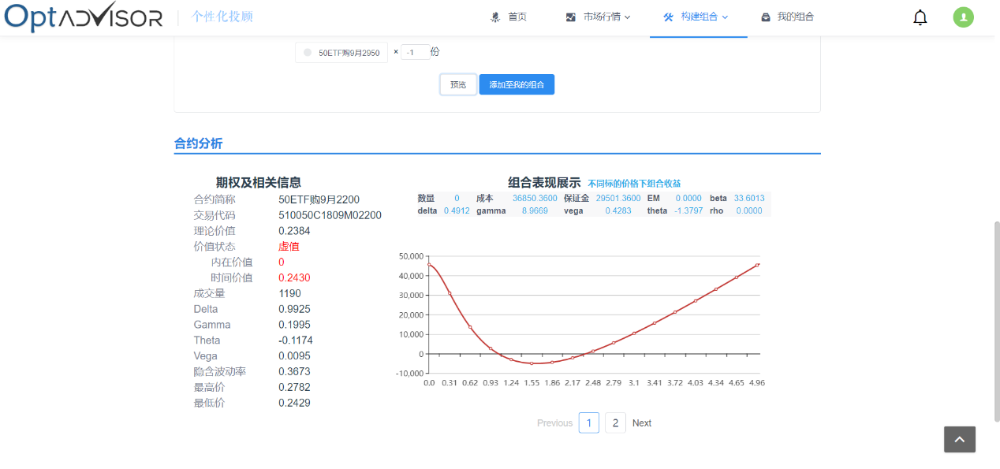 OptADVISOR 个性化投顾 首页 市场行情 构建组合 我的组合
50ETF购9月2950 × -1 份
预览 添加至我的组合
合约分析
期权及相关信息
合约简称 50ETF购9月2200
交易代码 510050C1809M02200
理论价值 0.2384
价值状态 虚值
内在价值 0
时间价值 0.2430
成交量 1190
Delta 0.9925
Gamma 0.1995
Theta -0.1174
Vega 0.0095
隐含波动率 0.3673
最高价 0.2782
最低价 0.2429
组合表现展示 不同标的价格下组合收益
数量 0 成本 36850.3600 保证金 29501.3600 EM 0.0000 beta 33.6013
delta 0.4912 gamma 8.9669 vega 0.4283 theta -1.3797 rho 0.0000
50,000
40,000
30,000
20,000
10,000
0
-10,000
0.0 0.31 0.62 0.93 1.24 1.55 1.86 2.17 2.48 2.79 3.1 3.41 3.72 4.03 4.34 4.65 4.96
Previous 1 2 Next